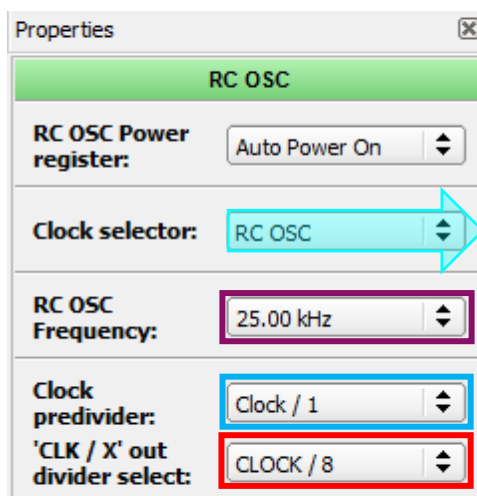 Properties
RC OSC
RC OSC Power
register:
Auto Power On
Clock selector:
RC OSC
RC OSC
Frequency:
25.00 kHz
Clock
predivider:
Clock / 1
'CLK / X' out
divider select:
CLOCK / 8